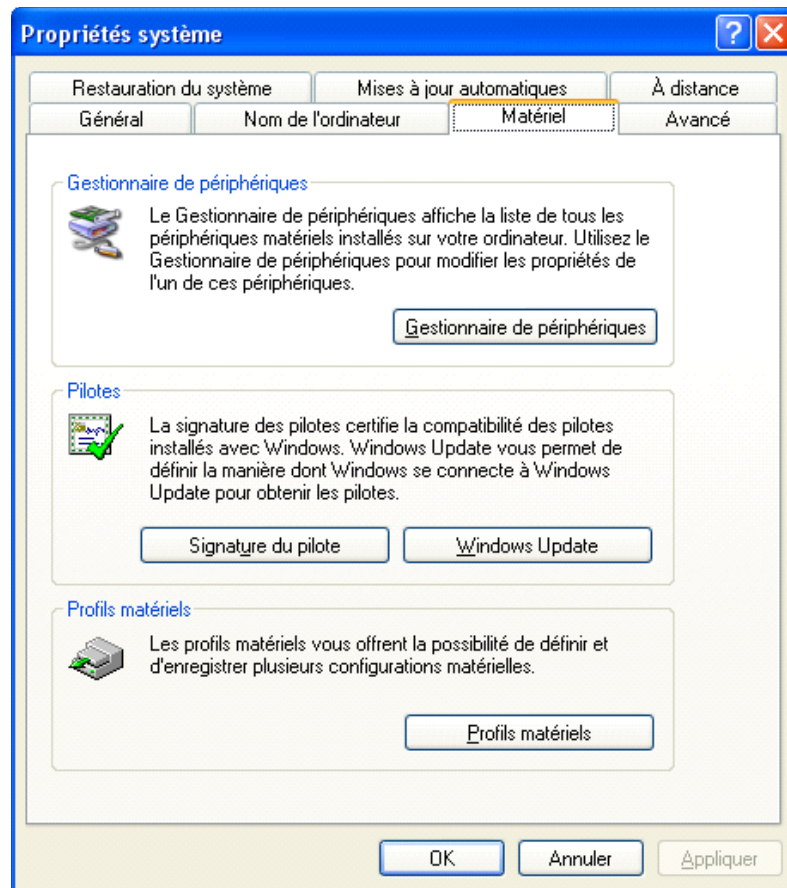 Propriétés système
Restauration du système Mises à jour automatiques À distance
Général Nom de l'ordinateur Matériel Avancé
Gestionnaire de périphériques
Le Gestionnaire de périphériques affiche la liste de tous les
périphériques matériels installés sur votre ordinateur. Utilisez le
Gestionnaire de périphériques pour modifier les propriétés de
l'un de ces périphériques.
Gestionnaire de périphériques
Pilotes
La signature des pilotes certifie la compatibilité des pilotes
installés avec Windows. Windows Update vous permet de
définir la manière dont Windows se connecte à Windows
Update pour obtenir les pilotes.
Signature du pilote Windows Update
Profils matériels
Les profils matériels vous offrent la possibilité de définir et
d'enregistrer plusieurs configurations matérielles.
Profils matériels
OK Annuler Appliquer